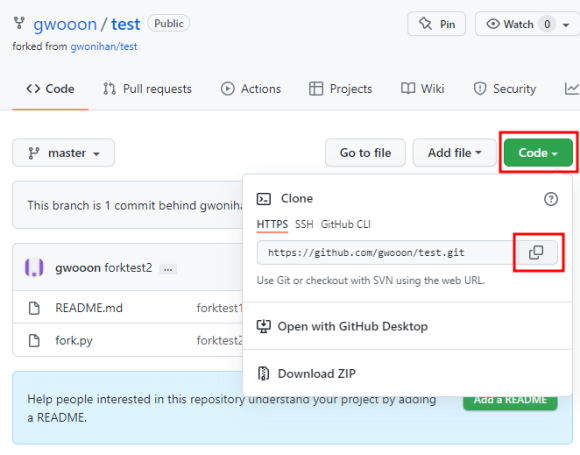 gwooon / test Public
Pin
Watch 0
forked from gwonihan/test
Code
Pull requests
Actions
Projects
Wiki
Security
master
Go to file
Add file
Code
Clone
This branch is 1 commit behind
HTTPS SSH GitHub CLI
https://github.com/gwooon/test.git
gwooon forktest2 ...
Use Git or checkout with SVN using the web URL.
README.md
Open with GitHub Desktop
fork.py
Download ZIP
Help people interested in this repository understand your project by adding
a README.
Add a README